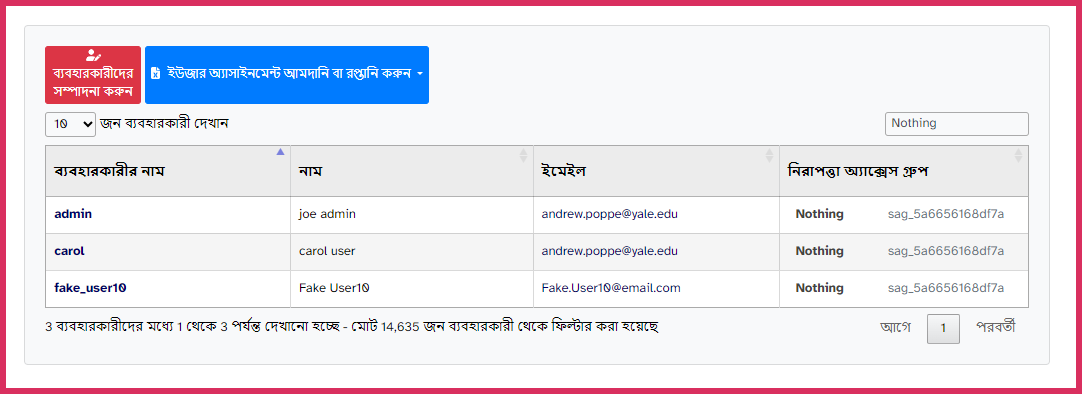 ব্যবহারকারীদের
সম্পাদনা করুন
ইউজার অ্যাসাইনমেন্ট আমদানি বা রপ্তানি করুন
10 জন ব্যবহারকারী দেখান
Nothing
ব্যবহারকারীর নাম নাম ইমেইল নিরাপত্তা অ্যাক্সেস গ্রুপ
admin joe admin andrew.poppe@yale.edu Nothing sag_5a6656168df7a
carol carol user andrew.poppe@yale.edu Nothing sag_5a6656168df7a
fake_user10 Fake User10 Fake.User10@email.com Nothing sag_5a6656168df7a
3 ব্যবহারকারীদের মধ্যে 1 থেকে 3 পর্যন্ত দেখানো হচ্ছে - মোট 14,635 জন ব্যবহারকারী থেকে ফিল্টার করা হয়েছে
আগে 1 পরবর্তী